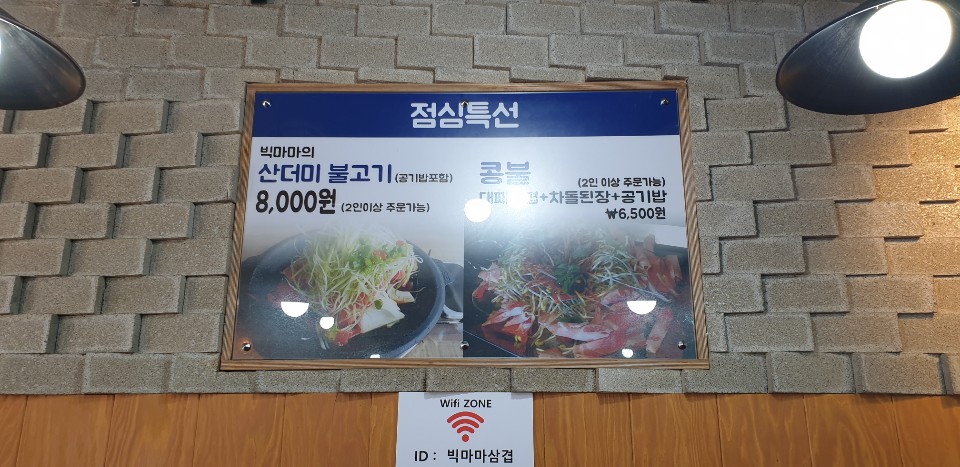 점심특선
빅마마의
산더미 불고기 (공기밥포함)
8,000원 (2인이상 주문가능)
콩불
(2인 이상 주문가능)
+차돌된장+공기밥
₩6,500원
Wifi ZONE
ID : 빅마마삼겹